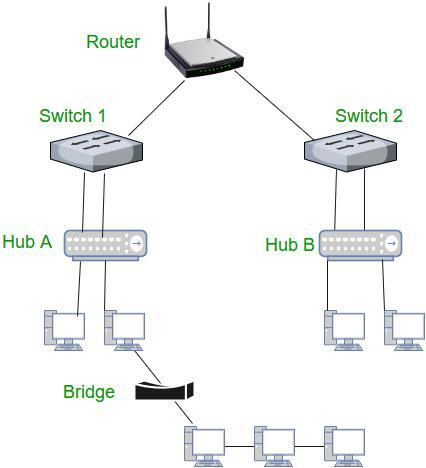 Router
Switch 1
Switch 2
Hub A
Hub B
Bridge